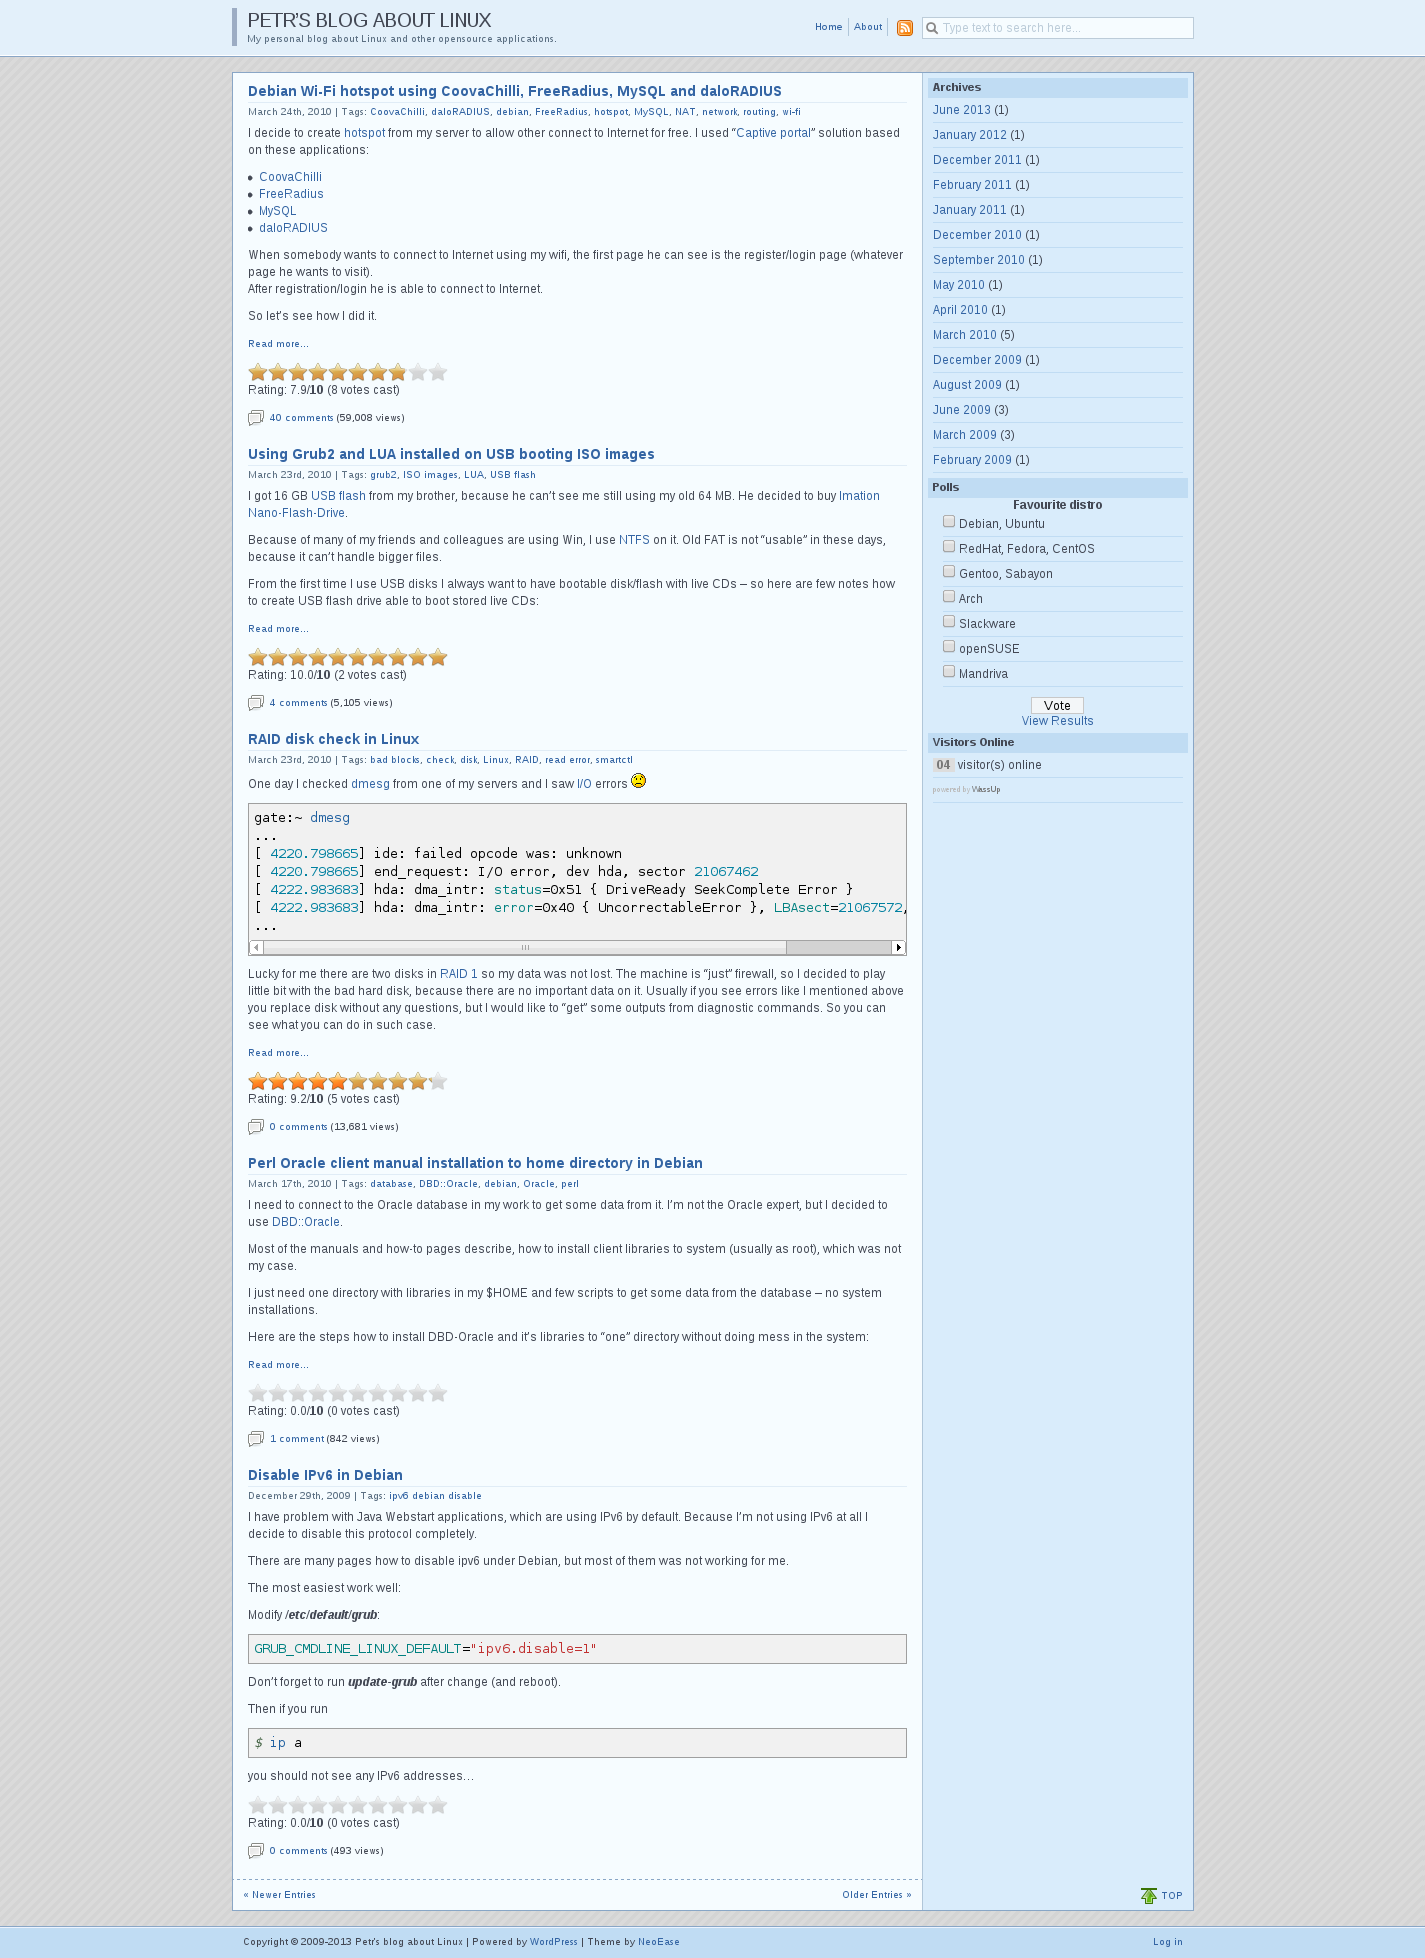 PETR'S BLOG ABOUT LINUX
My personal blog about Linux and other opensource applications.
Home
About
Type text to search here...
Debian Wi-Fi hotspot using CoovaChilli, FreeRadius, MySQL and daloRADIUS
March 24th, 2010 | Tags: CoovaChilli, daloRADIUS, debian, FreeRadius, hotspot, MySQL, NAT, network, routing, wi-fi
I decide to create hotspot from my server to allow other connect to Internet for free. I used “Captive portal” solution based
on these applications:
CoovaChilli
FreeRadius
MySQL
daloRADIUS
When somebody wants to connect to Internet using my wifi, the first page he can see is the register/login page (whatever
page he wants to visit).
After registration/login he is able to connect to Internet.
So let’s see how I did it.
Read more...
Rating: 7.9/10 (8 votes cast)
40 comments (59,008 views)
Using Grub2 and LUA installed on USB booting ISO images
March 23rd, 2010 | Tags: grub2, ISO images, LUA, USB flash
I got 16 GB USB flash from my brother, because he can’t see me still using my old 64 MB. He decided to buy Imation
Nano-Flash-Drive.
Because of many of my friends and colleagues are using Win, I use NTFS on it. Old FAT is not “usable” in these days,
because it can’t handle bigger files.
From the first time I use USB disks I always want to have bootable disk/flash with live CDs – so here are few notes how
to create USB flash drive able to boot stored live CDs:
Read more...
Rating: 10.0/10 (2 votes cast)
4 comments (5,105 views)
RAID disk check in Linux
March 23rd, 2010 | Tags: bad blocks, check, disk, Linux, RAID, read error, smartctl
One day I checked dmesg from one of my servers and I saw I/O errors
gate:~ dmesg
...
[ 4220.798665] ide: failed opcode was: unknown
[ 4220.798665] end_request: I/O error, dev hda, sector 21067462
[ 4222.983683] hda: dma_intr: status=0x51 { DriveReady SeekComplete Error }
[ 4222.983683] hda: dma_intr: error=0x40 { UncorrectableError }, LBAsect=21067572,
...
Lucky for me there are two disks in RAID 1 so my data was not lost. The machine is “just” firewall, so I decided to play
little bit with the bad hard disk, because there are no important data on it. Usually if you see errors like I mentioned above
you replace disk without any questions, but I would like to “get” some outputs from diagnostic commands. So you can
see what you can do in such case.
Read more...
Rating: 9.2/10 (5 votes cast)
0 comments (13,681 views)
Perl Oracle client manual installation to home directory in Debian
March 17th, 2010 | Tags: database, DBD::Oracle, debian, Oracle, perl
I need to connect to the Oracle database in my work to get some data from it. I’m not the Oracle expert, but I decided to
use DBD::Oracle.
Most of the manuals and how-to pages describe, how to install client libraries to system (usually as root), which was not
my case.
I just need one directory with libraries in my $HOME and few scripts to get some data from the database – no system
installations.
Here are the steps how to install DBD-Oracle and it’s libraries to “one” directory without doing mess in the system:
Read more...
Rating: 0.0/10 (0 votes cast)
1 comment (842 views)
Disable IPv6 in Debian
December 29th, 2009 | Tags: ipv6 debian disable
I have problem with Java Webstart applications, which are using IPv6 by default. Because I’m not using IPv6 at all I
decide to disable this protocol completely.
There are many pages how to disable ipv6 under Debian, but most of them was not working for me.
The most easiest work well:
Modify /etc/default/grub:
GRUB_CMDLINE_LINUX_DEFAULT="ipv6.disable=1"
Don’t forget to run update-grub after change (and reboot).
Then if you run
$ ip a
you should not see any IPv6 addresses…
Rating: 0.0/10 (0 votes cast)
0 comments (493 views)
« Newer Entries
Older Entries »
Archives
June 2013 (1)
January 2012 (1)
December 2011 (1)
February 2011 (1)
January 2011 (1)
December 2010 (1)
September 2010 (1)
May 2010 (1)
April 2010 (1)
March 2010 (5)
December 2009 (1)
August 2009 (1)
June 2009 (3)
March 2009 (3)
February 2009 (1)
Polls
Favourite distro
Debian, Ubuntu
RedHat, Fedora, CentOS
Gentoo, Sabayon
Arch
Slackware
openSUSE
Mandriva
Vote
View Results
Visitors Online
04 visitor(s) online
powered by WassUp
TOP
Copyright © 2009-2013 Petr's blog about Linux | Powered by WordPress | Theme by NeoEase
Log in